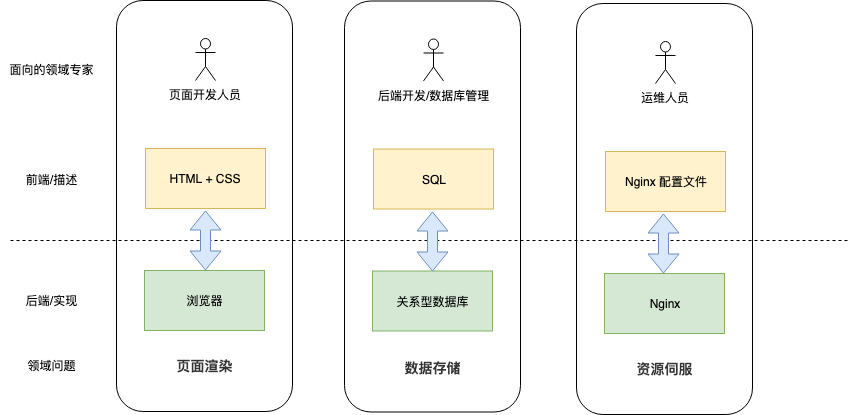 面向的领域专家
页面开发人员
后端开发/数据库管理
运维人员
前端/描述
HTML + CSS
SQL
Nginx 配置文件
后端/实现
浏览器
关系型数据库
Nginx
领域问题
页面渲染
数据存储
资源伺服